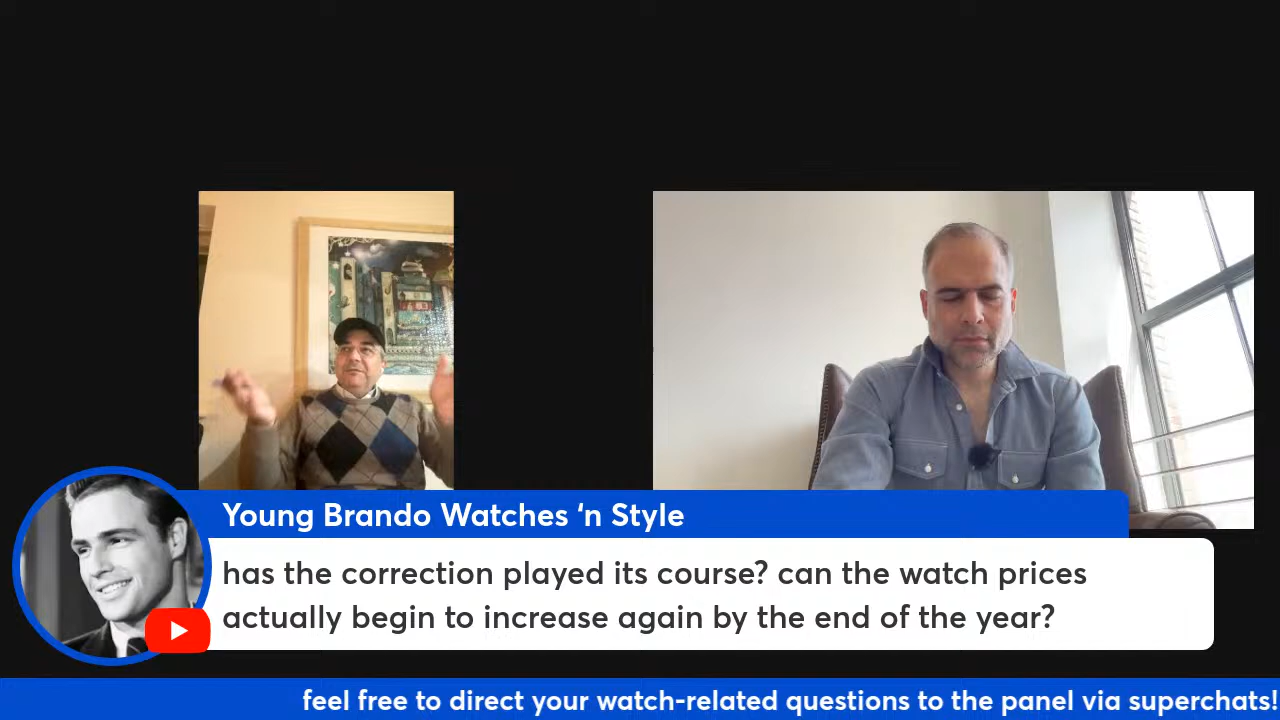 Young Brando Watches ‘n Style
has the correction played its course? can the watch prices
actually begin to increase again by the end of the year?
feel free to direct your watch-related questions to the panel via superchats!